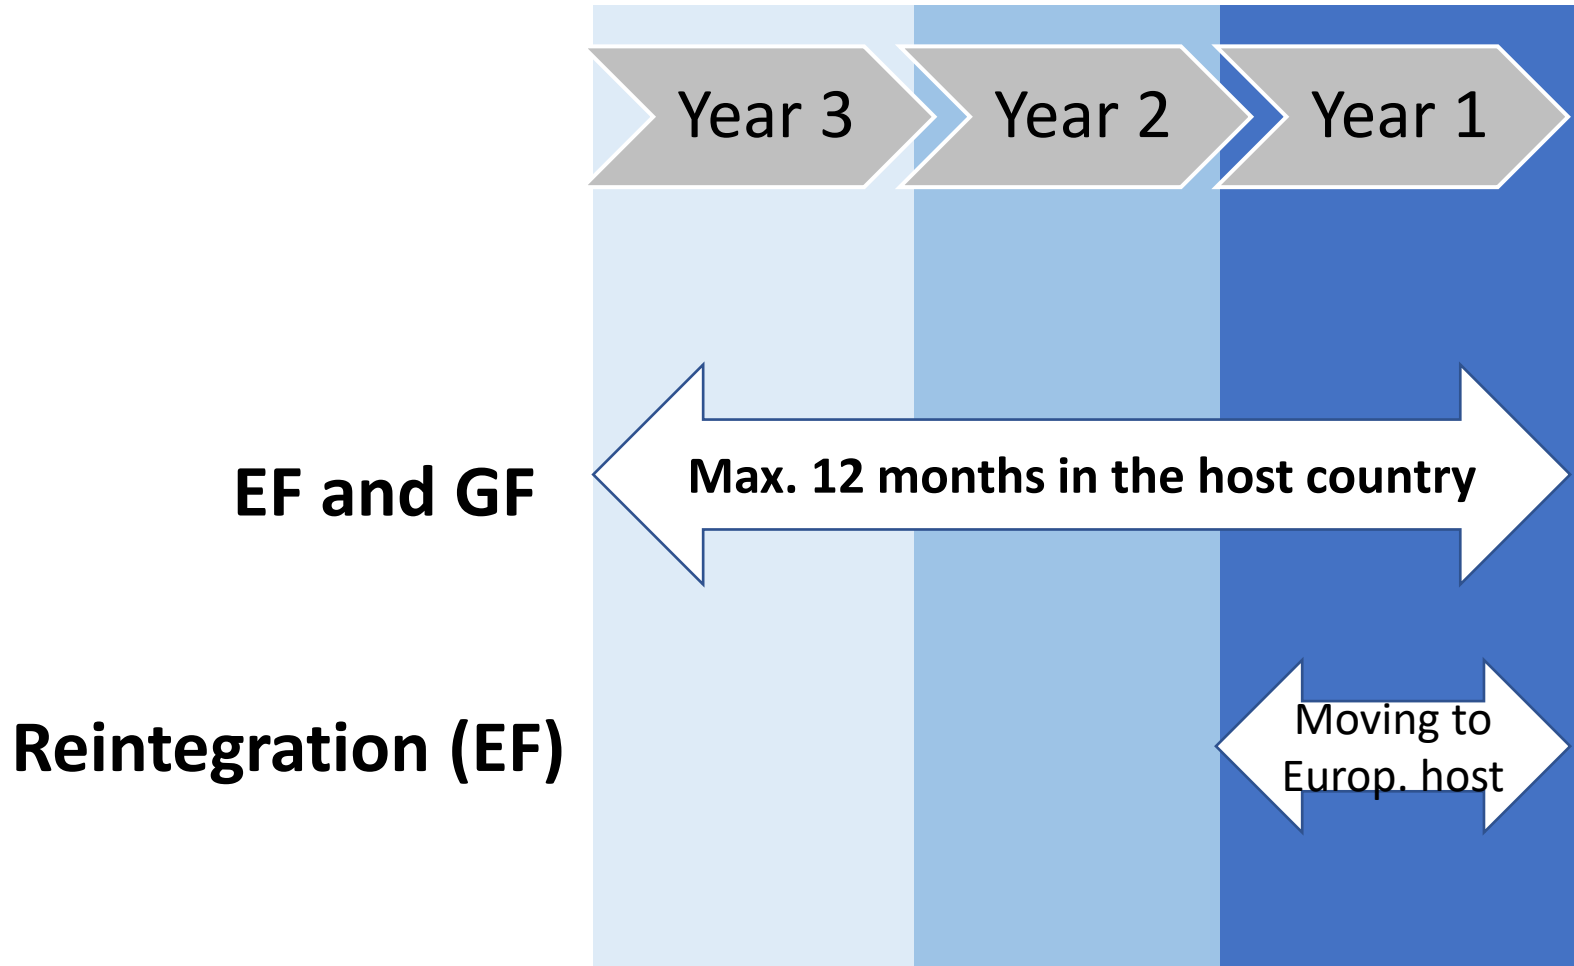 Year 3
Year 2
Year 1
EF and GF
Max. 12 months in the host country
Reintegration (EF)
Moving to
Europ. host